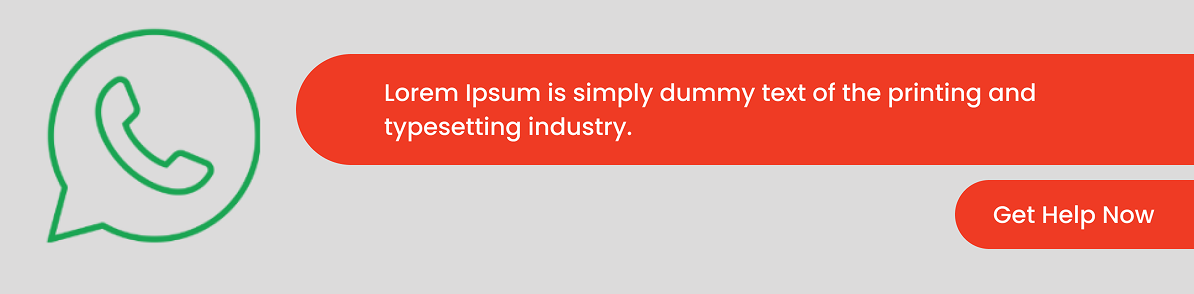 Lorem Ipsum is simply dummy text of the printing and
typesetting industry.
Get Help Now